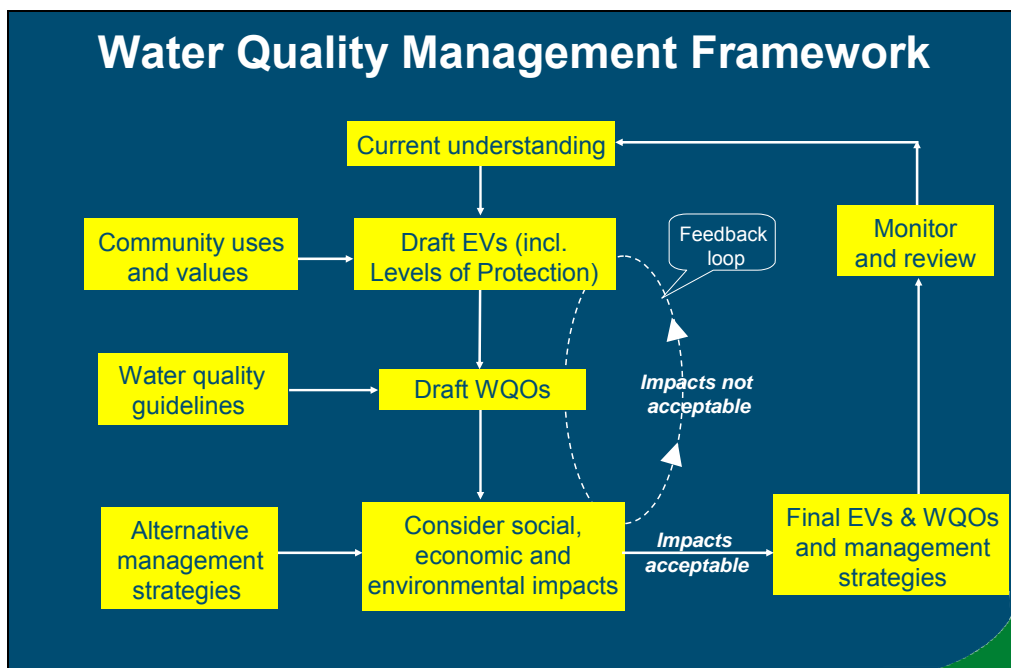 Water Quality Management Framework
Current understanding
Community uses
and values
Draft EVs (incl.
Levels of Protection)
Feedback
loop
Monitor
and review
Water quality
guidelines
Draft WQOs
Impacts not
acceptable
Alternative
management
strategies
Consider social,
economic and
environmental impacts
Impacts
acceptable
Final EVs & WQOs
and management
strategies